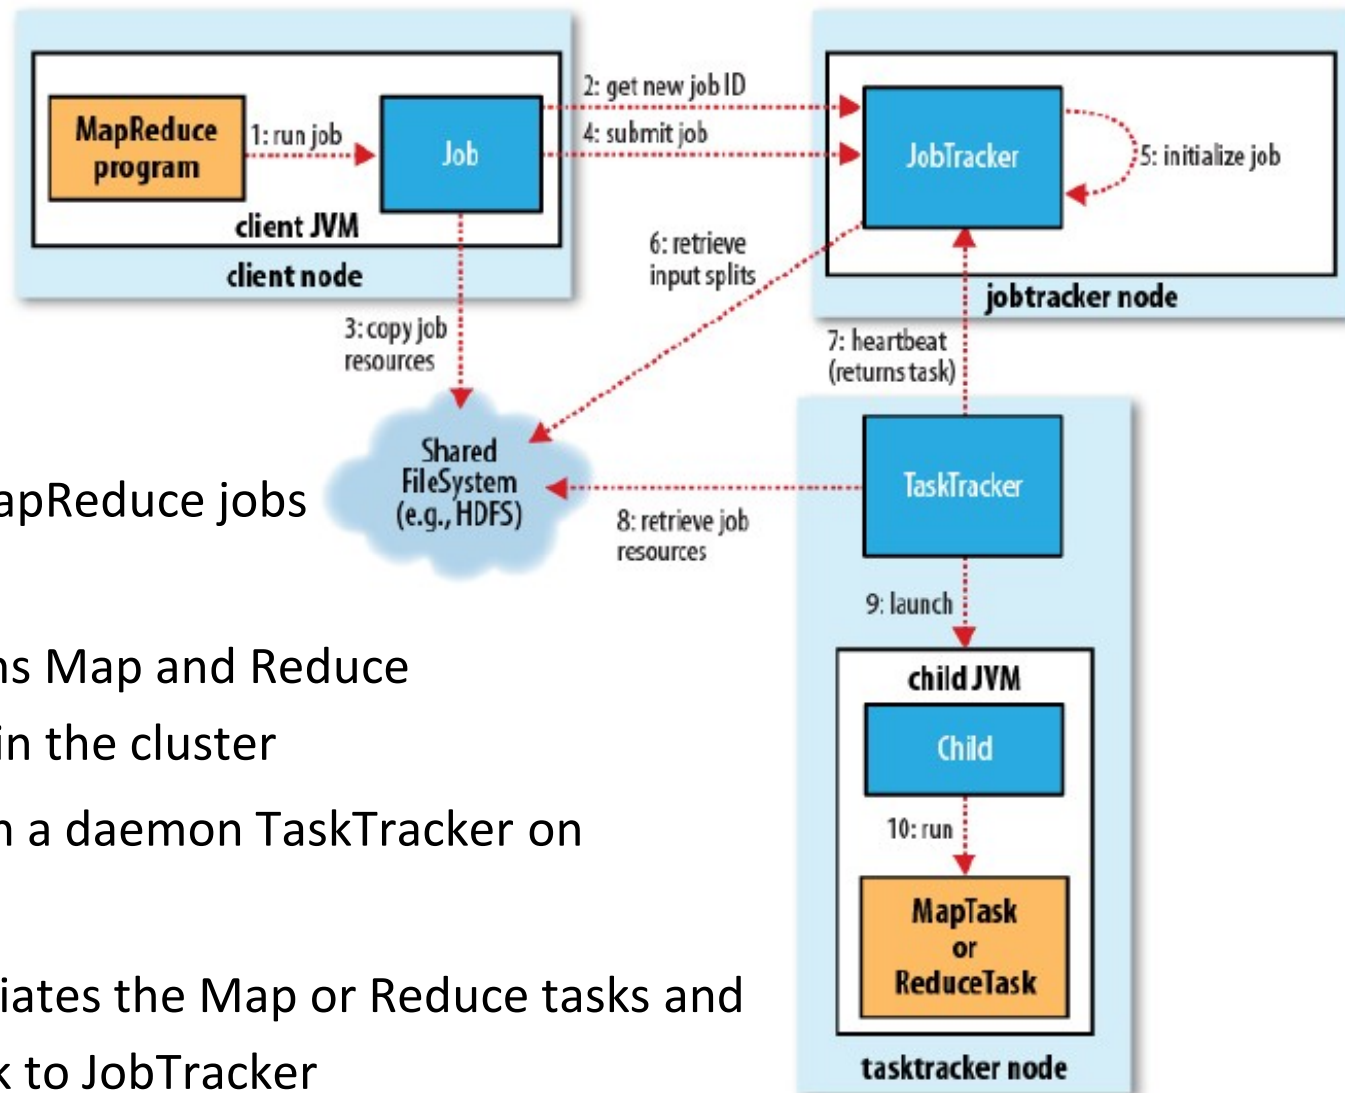 MapReduce
program
1: run job
Job
client JVM
client node
2: get new job ID
4: submit job
JobTracker
5: initialize job
jobtracker node
6: retrieve
input splits
3: copy job
resources
7: heartbeat
(returns task)
Shared
FileSystem
(e.g., HDFS)
8: retrieve job
resources
TaskTracker
9: launch
child JVM
Child
10: run
MapTask
or
ReduceTask
tasktracker node
apReduce jobs
ns Map and Reduce
in the cluster
a daemon TaskTracker on
iates the Map or Reduce tasks and
k to JobTracker